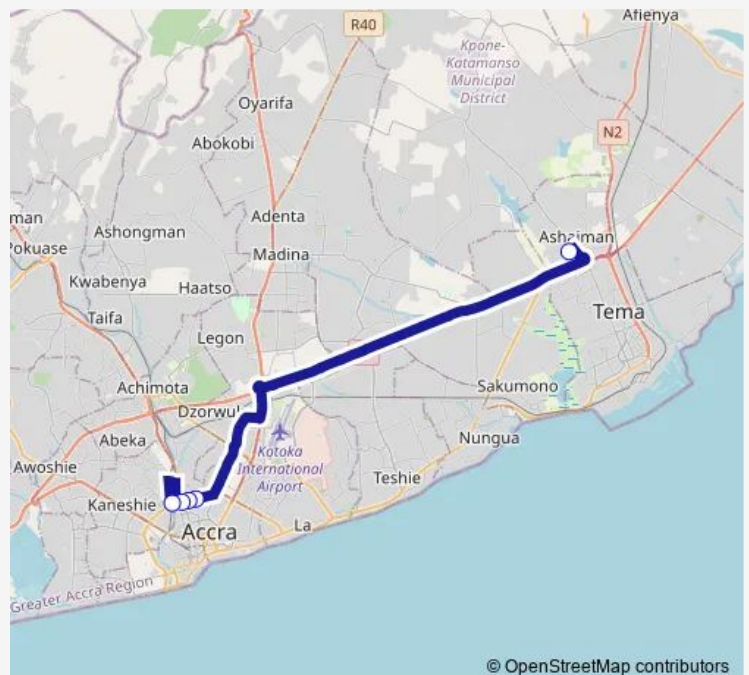 Afienya
R40
Kpone-
Katamanso
Municipal
District
Oyarifa
N2
Abokobi
man
Ashongman
Adenta
Ashaiman
Pokuase
Madina
Kwabenya
Haatso
Taifa
Tema
Legon
Achimota
Sakumono
Dzorwulu
Abeka
Nungua
Kotoka
International
Airport
Awoshie
Teshie
Kaneshie
La
Accra
Greater Accra Region
© OpenStreetMap contributors